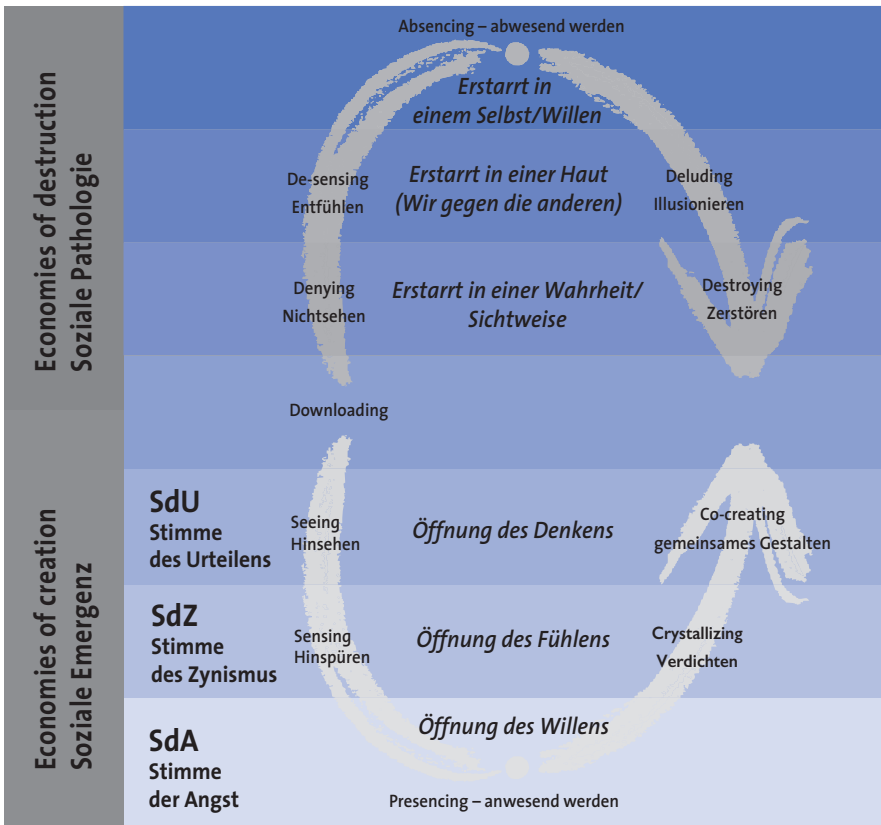 Economies of destruction
Soziale Pathologie
Absencing – abwesend werden
Erstarrt in
einem Selbst/Willen
De-sensing
Entfühlen
Erstarrt in einer Haut
(Wir gegen die anderen)
Deluding
Illusionieren
Denying
Nichtsehen
Erstarrt in einer Wahrheit/
Sichtweise
Destroying
Zerstören
Downloading
Economies of creation
Soziale Emergenz
SdU
Stimme
des Urteilens
Seeing
Hinsehen
Öffnung des Denkens
Co-creating
gemeinsames Gestalten
SdZ
Stimme
des Zynismus
Sensing
Hinspüren
Öffnung des Fühlens
Crystallizing
Verdichten
SdA
Stimme
der Angst
Öffnung des Willens
Presencing – anwesend werden